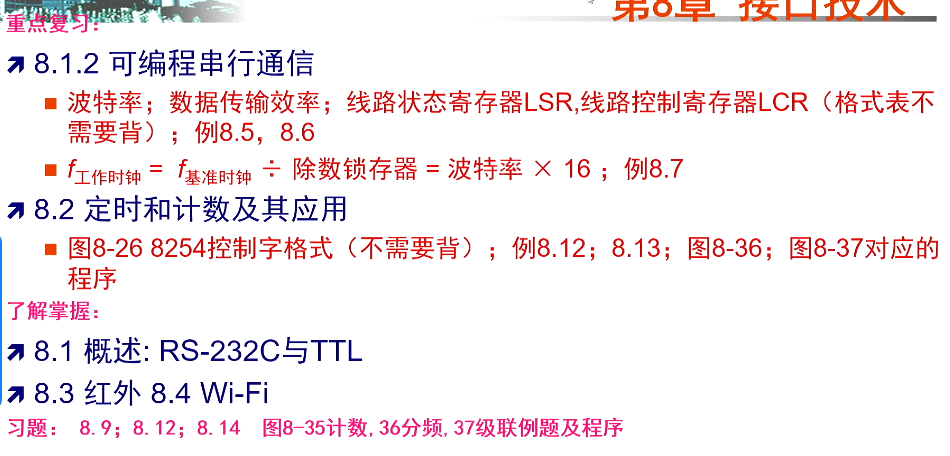 第8章 接口技术
重点复习：
8.1.2 可编程串行通信
波特率；数据传输效率；线路状态寄存器LSR,线路控制寄存器LCR（格式表不
需要背）；例8.5，8.6
f工作时钟 = f基准时钟 ÷ 除数锁存器 = 波特率 × 16 ；例8.7
8.2 定时和计数及其应用
图8-26 8254控制字格式（不需要背）；例8.12；8.13；图8-36；图8-37对应的
程序
了解掌握：
8.1 概述: RS-232C与TTL
8.3 红外 8.4 Wi-Fi
习题： 8.9；8.12；8.14 图8-35计数,36分频,37级联例题及程序